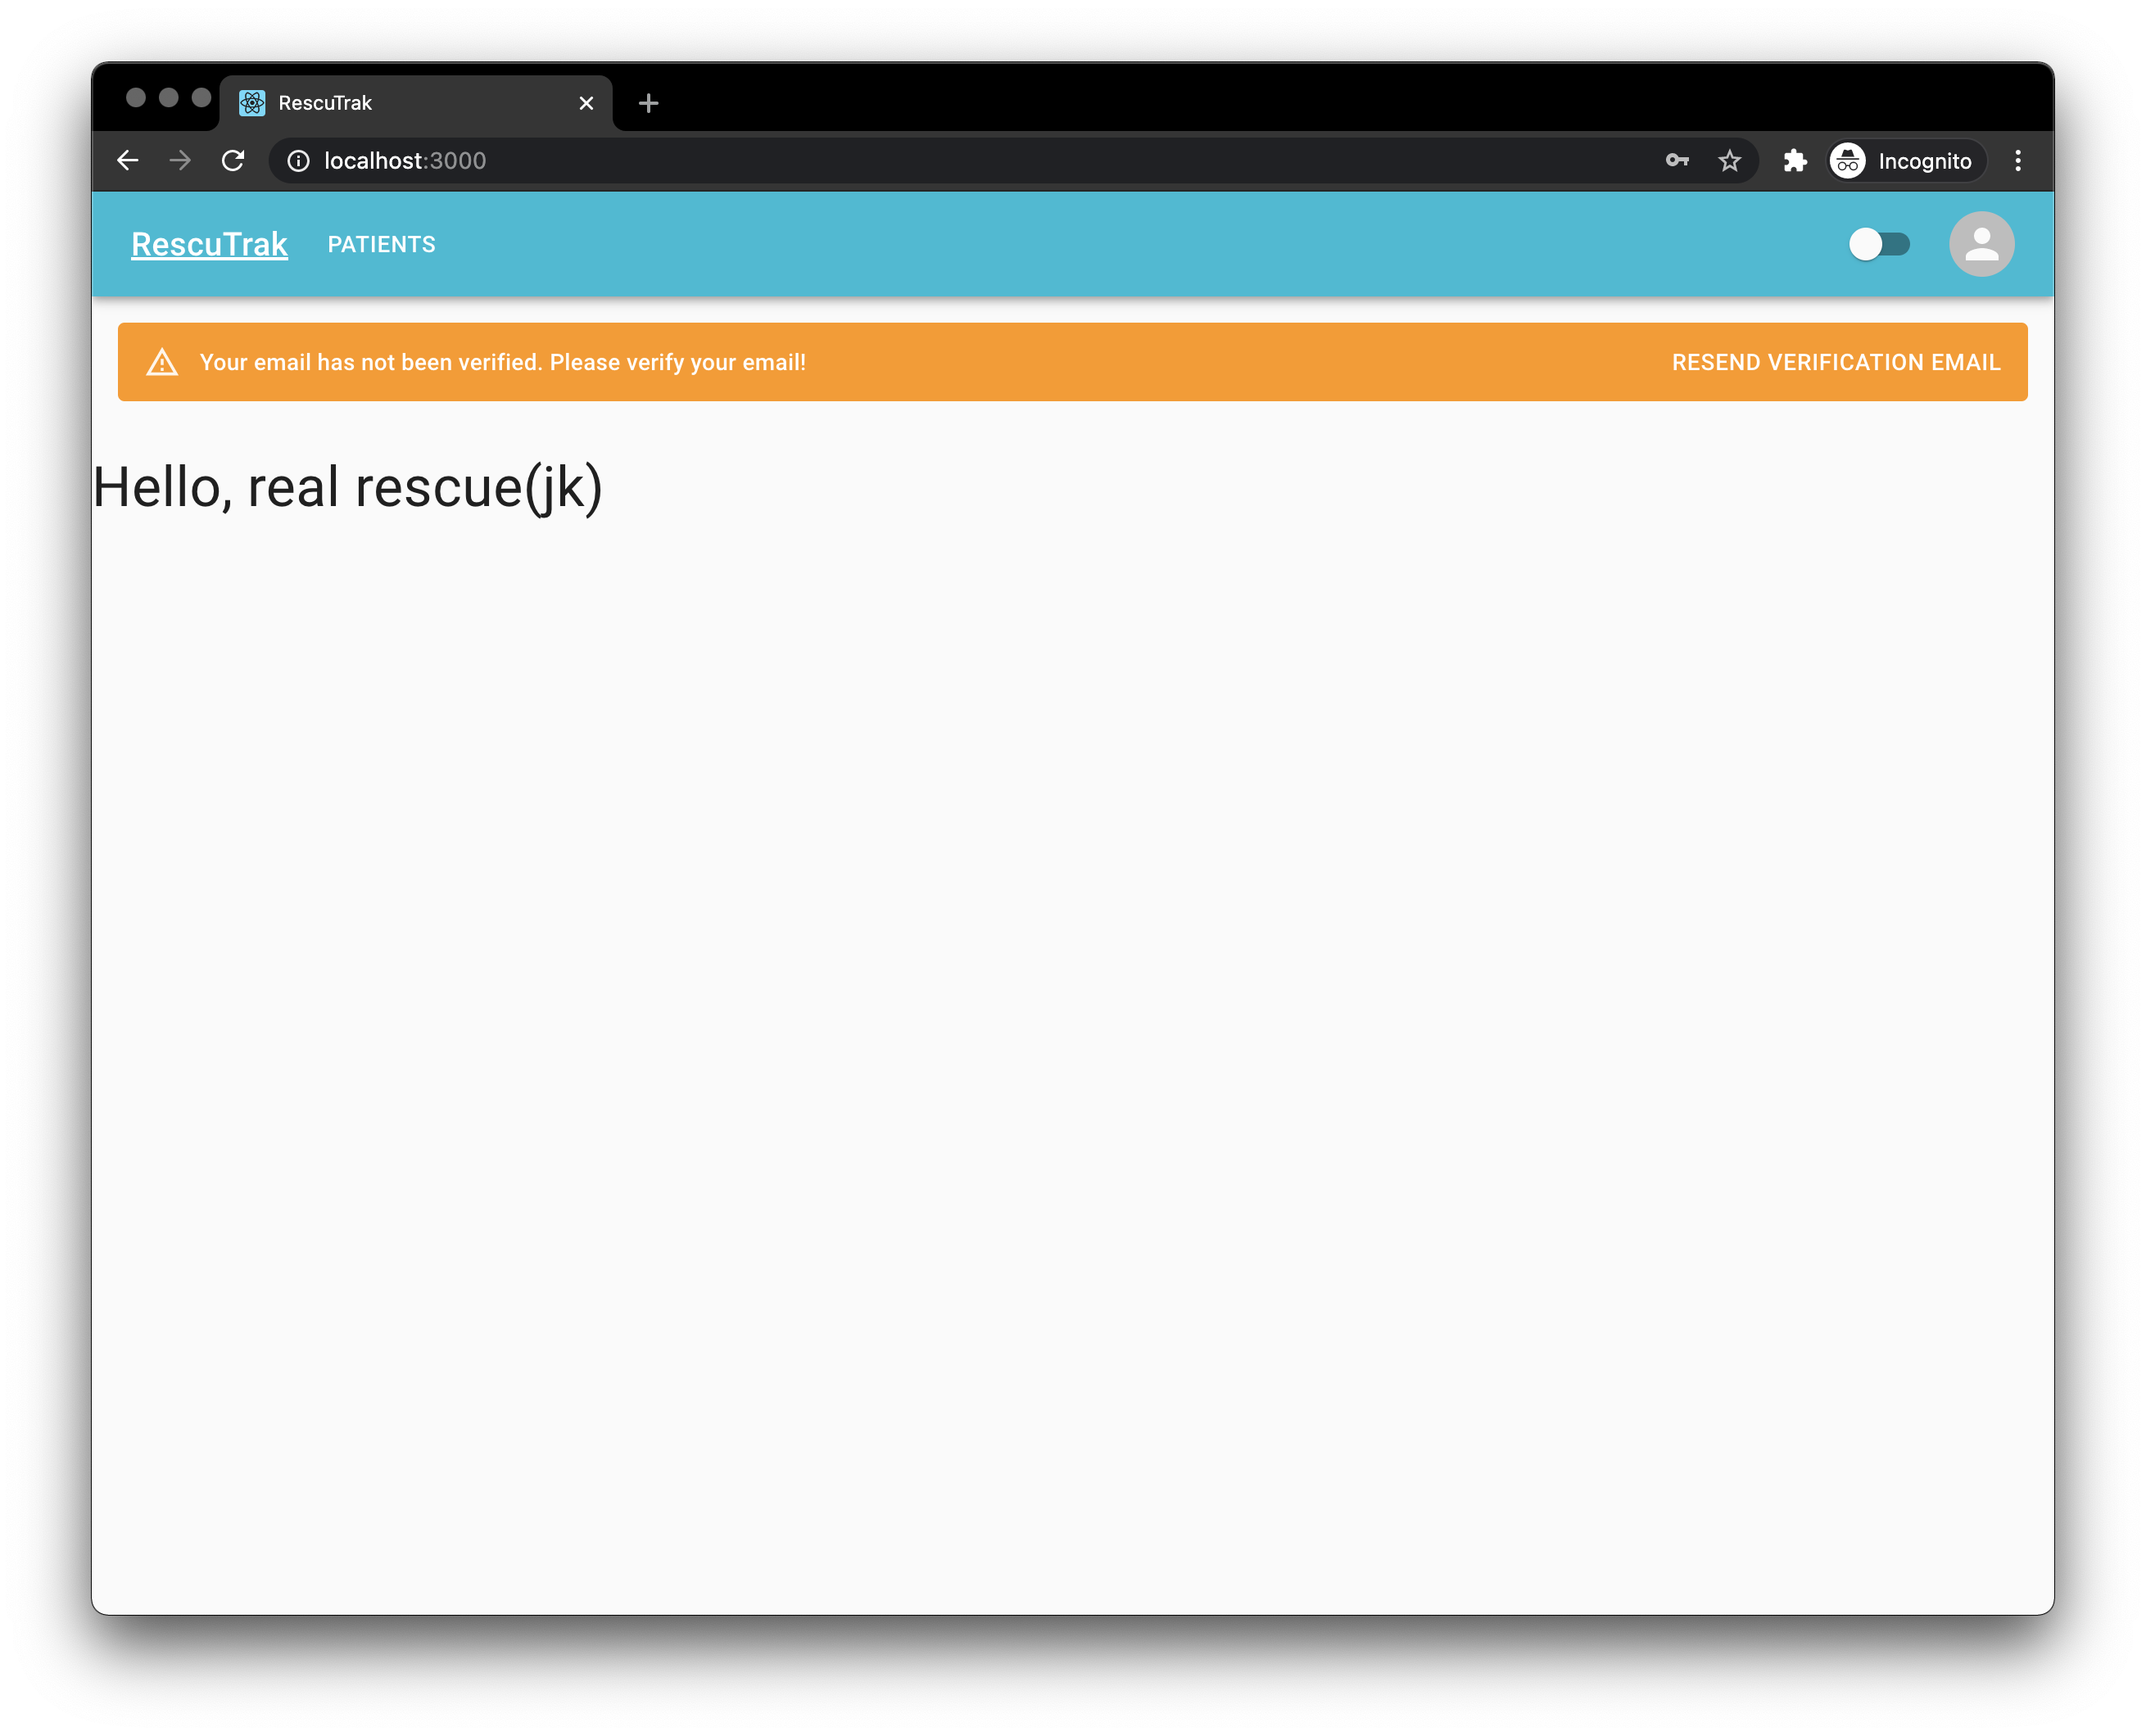 RescuTrak
localhost:3000
Incognito
RescuTrak PATIENTS
Your email has not been verified. Please verify your email! RESEND VERIFICATION EMAIL
Hello, real rescue(jk)